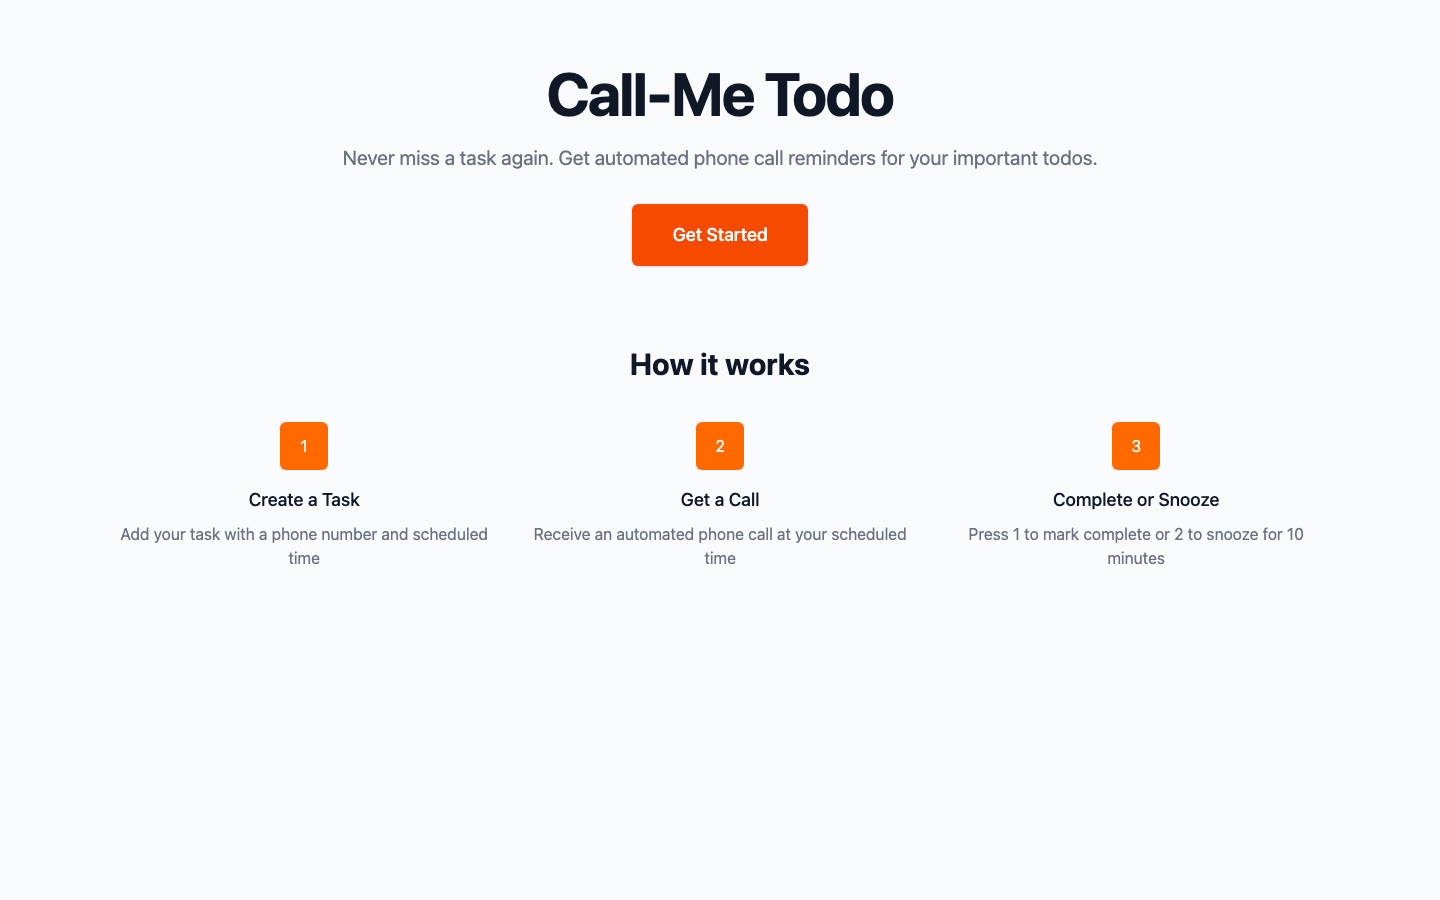 Call-Me Todo
Never miss a task again. Get automated phone call reminders for your important todos.
Get Started
How it works
1
Create a Task
Add your task with a phone number and scheduled
time
2
Get a Call
Receive an automated phone call at your scheduled
time
3
Complete or Snooze
Press 1 to mark complete or 2 to snooze for 10
minutes